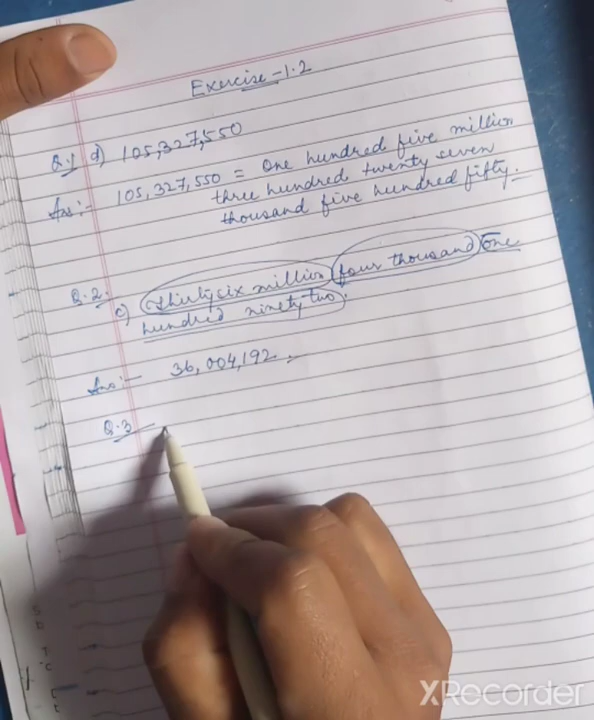 Exercise-1.2
Q.1 d) 105,327,550
Ans:- 105,327,550 = One hundred five million
three hundred twenty seven
thousand five hundred fifty.
Q.2.
c) Thirty six million four thousand one
hundred ninety two.
Ans:- 36,004,192
Q.3
XRecorder